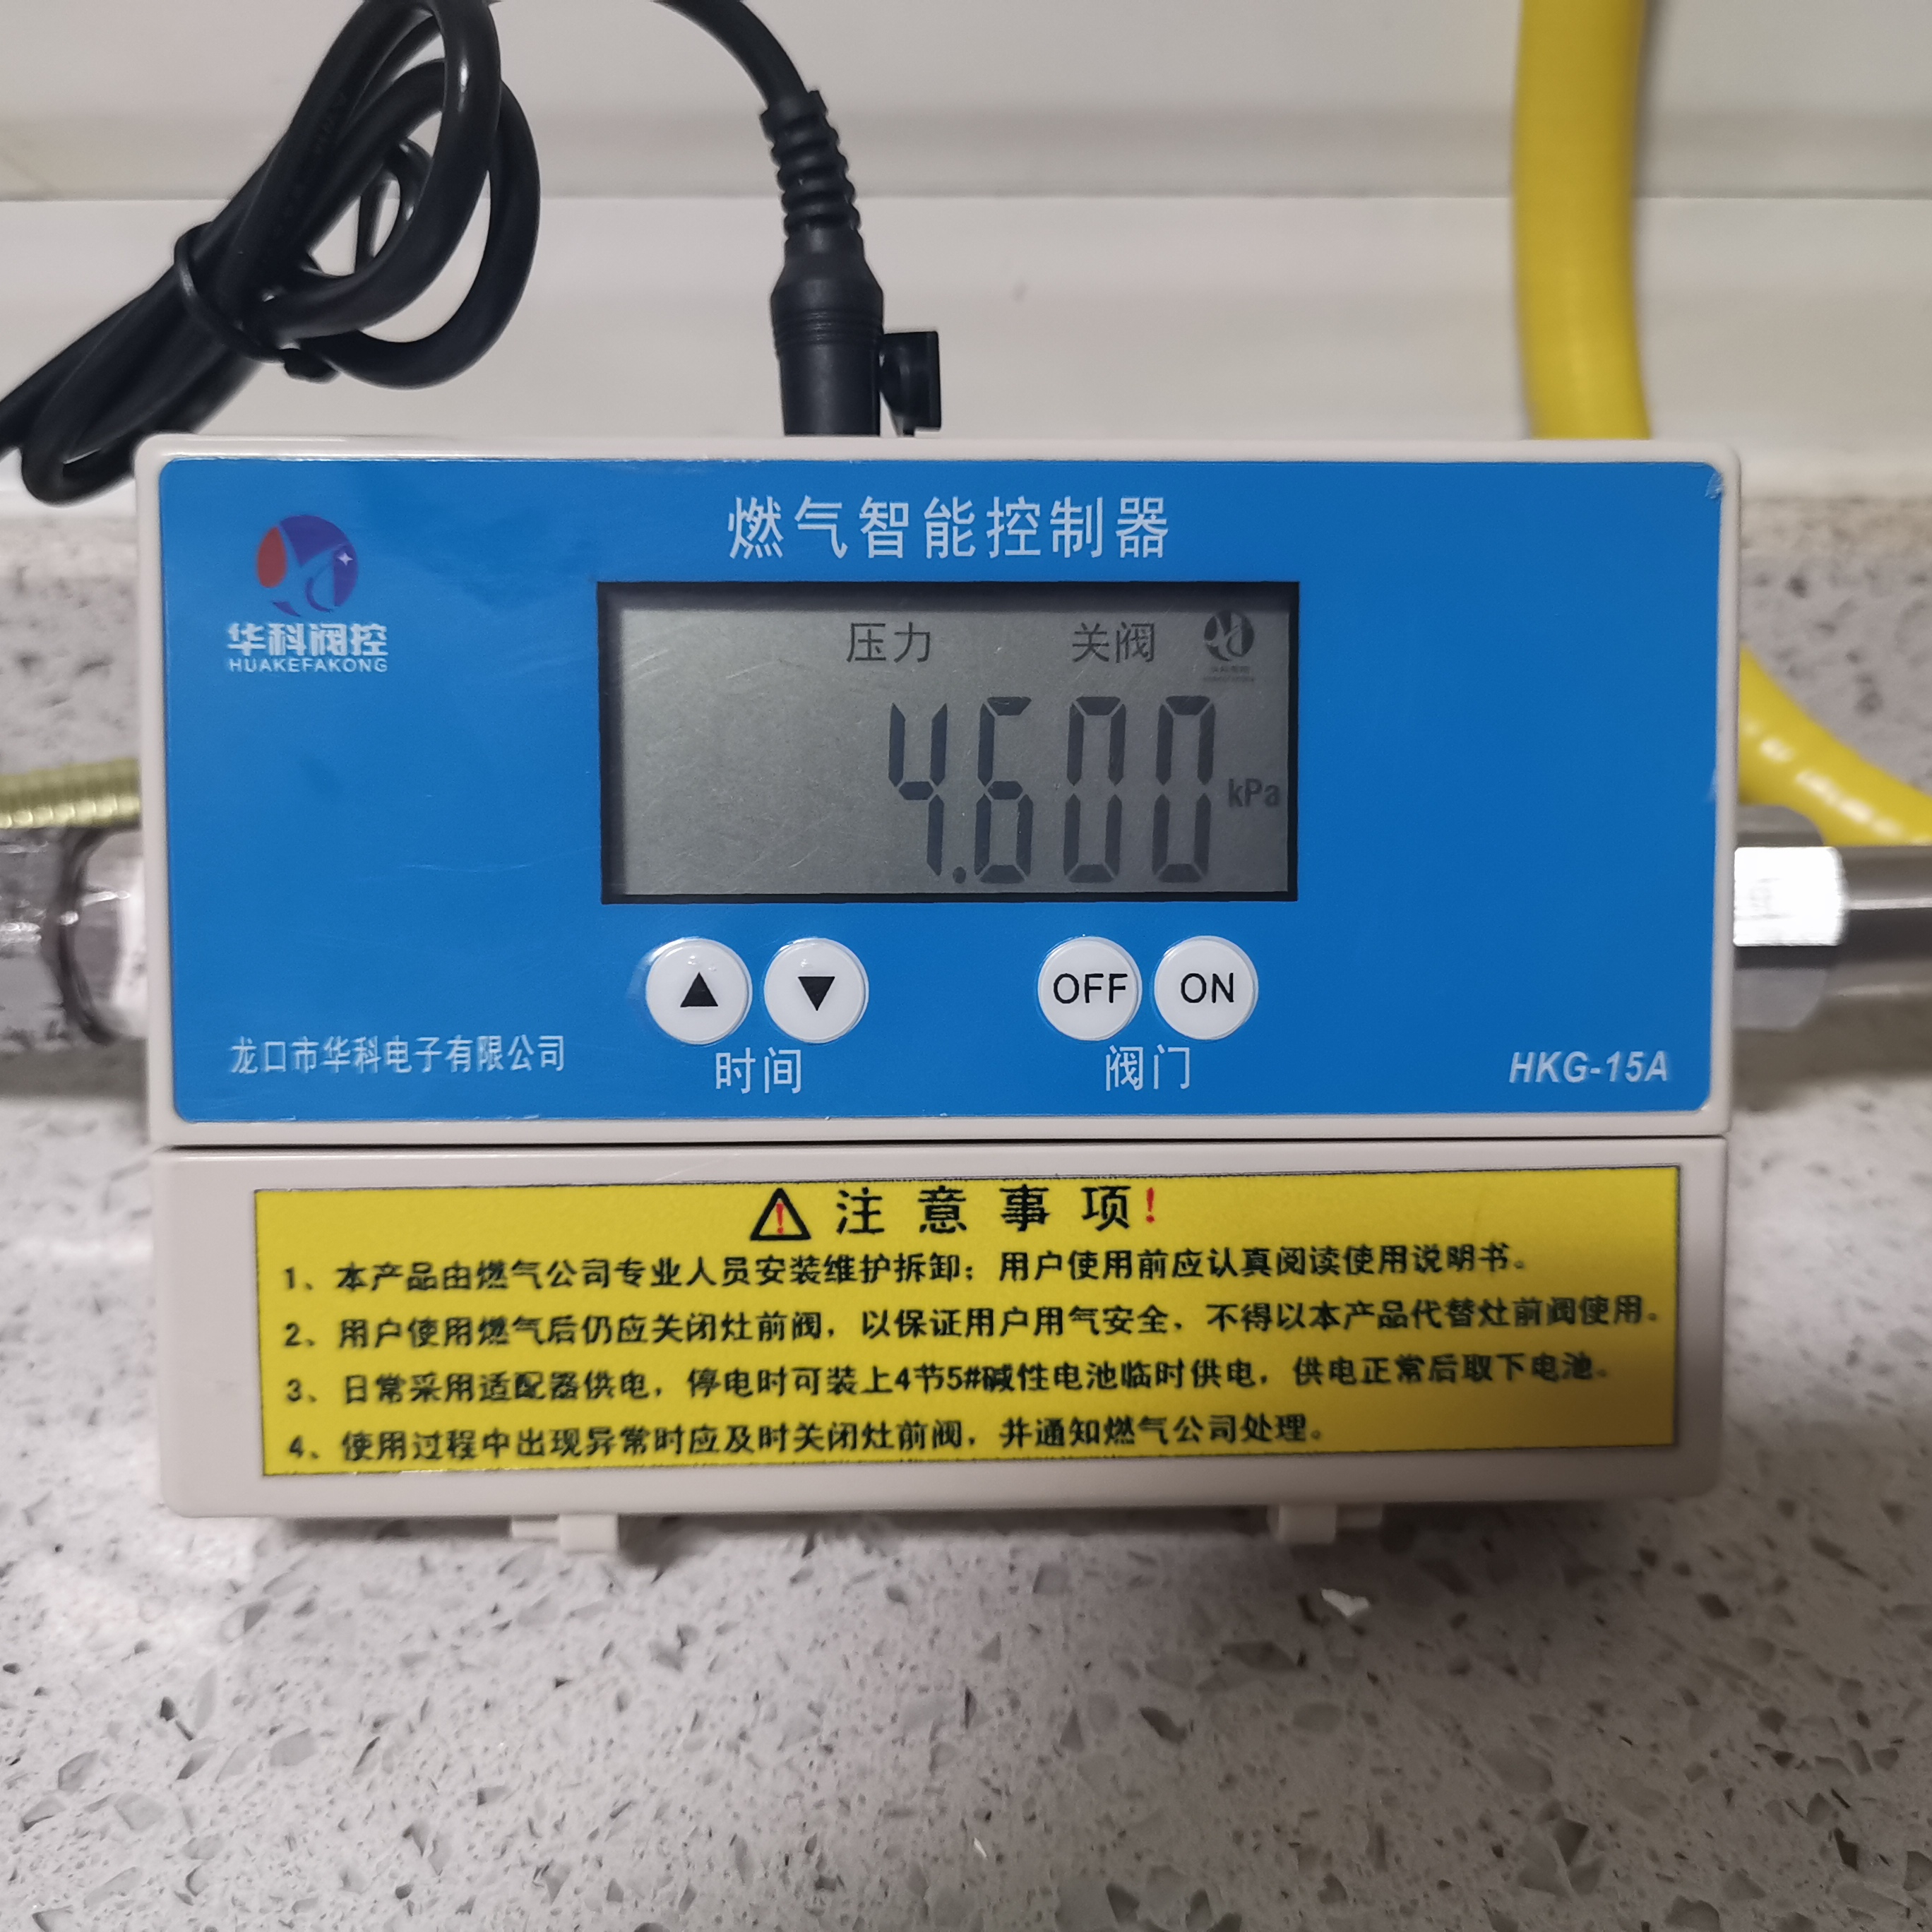 燃气智能控制器
华科阀控
HUAKEFAKONG
压力 关阀
4.600 kPa
▲ ▼ OFF ON
时间 阀门
龙口市华科电子有限公司
HKG-15A
注意事项!
1、本产品由燃气公司专业人员安装维护拆卸；用户使用前应认真阅读使用说明书。
2、用户使用燃气后仍应关闭灶前阀，以保证用户用气安全，不得以本产品代替灶前阀使用。
3、日常采用适配器供电，停电时可装上4节5#碱性电池临时供电，供电正常后取下电池。
4、使用过程中出现异常时应及时关闭灶前阀，并通知燃气公司处理。